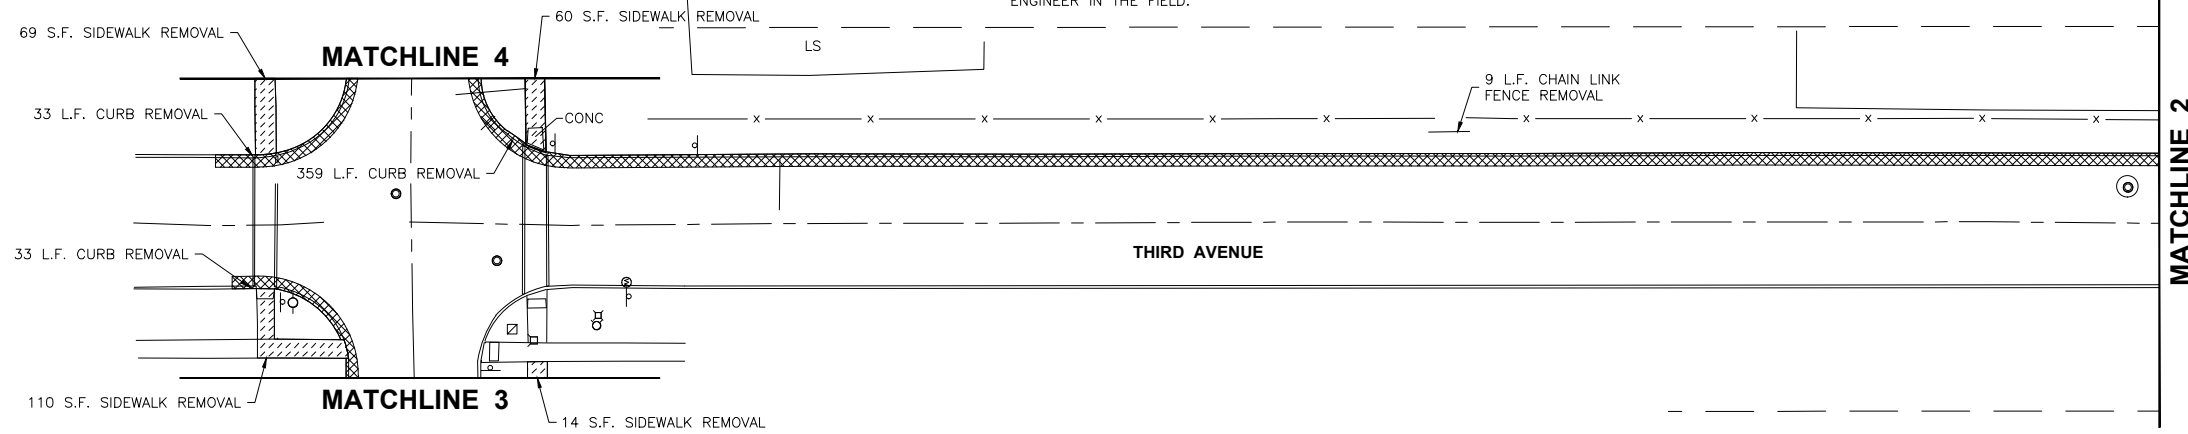 ENGINEER IN THE FIELD.
60 S.F. SIDEWALK REMOVAL
69 S.F. SIDEWALK REMOVAL
MATCHLINE 4
LS
9 L.F. CHAIN LINK
FENCE REMOVAL
33 L.F. CURB REMOVAL
CONC
x x x x x x x x x x x x
359 L.F. CURB REMOVAL
MATCHLINE 2
THIRD AVENUE
33 L.F. CURB REMOVAL
W
MATCHLINE 3
110 S.F. SIDEWALK REMOVAL
14 S.F. SIDEWALK REMOVAL